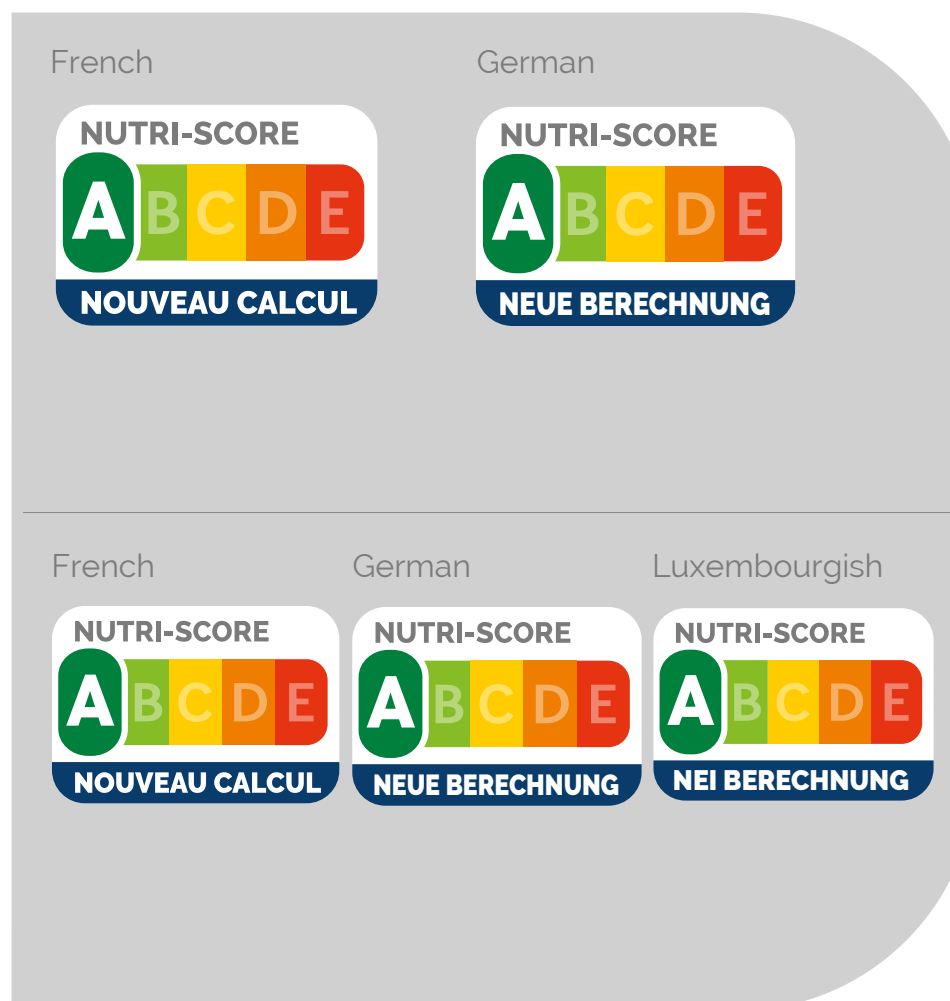 French
NUTRI-SCORE
A B C D E
NOUVEAU CALCUL
German
NUTRI-SCORE
A B C D E
NEUE BERECHNUNG
French
NUTRI-SCORE
A B C D E
NOUVEAU CALCUL
German
NUTRI-SCORE
A B C D E
NEUE BERECHNUNG
Luxembourgish
NUTRI-SCORE
A B C D E
NEI BERECHNUNG